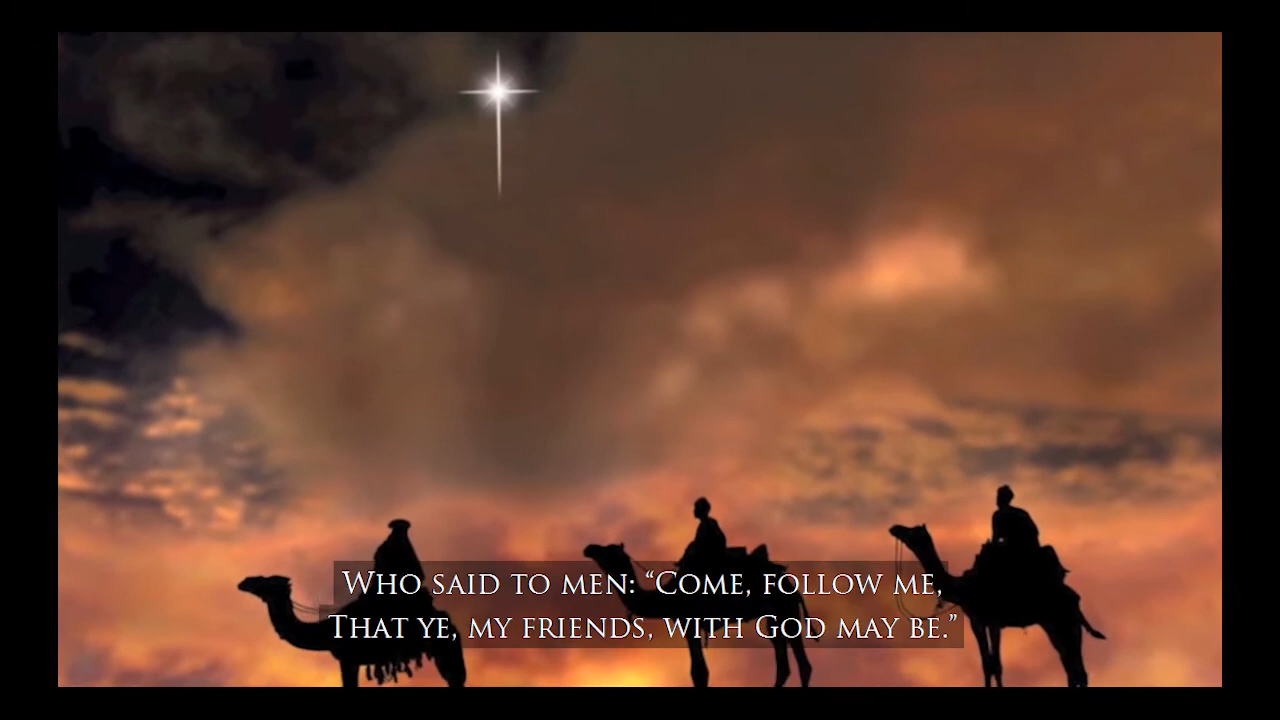 Who said to men: “Come, follow me,
That ye, my friends, with God may be.”